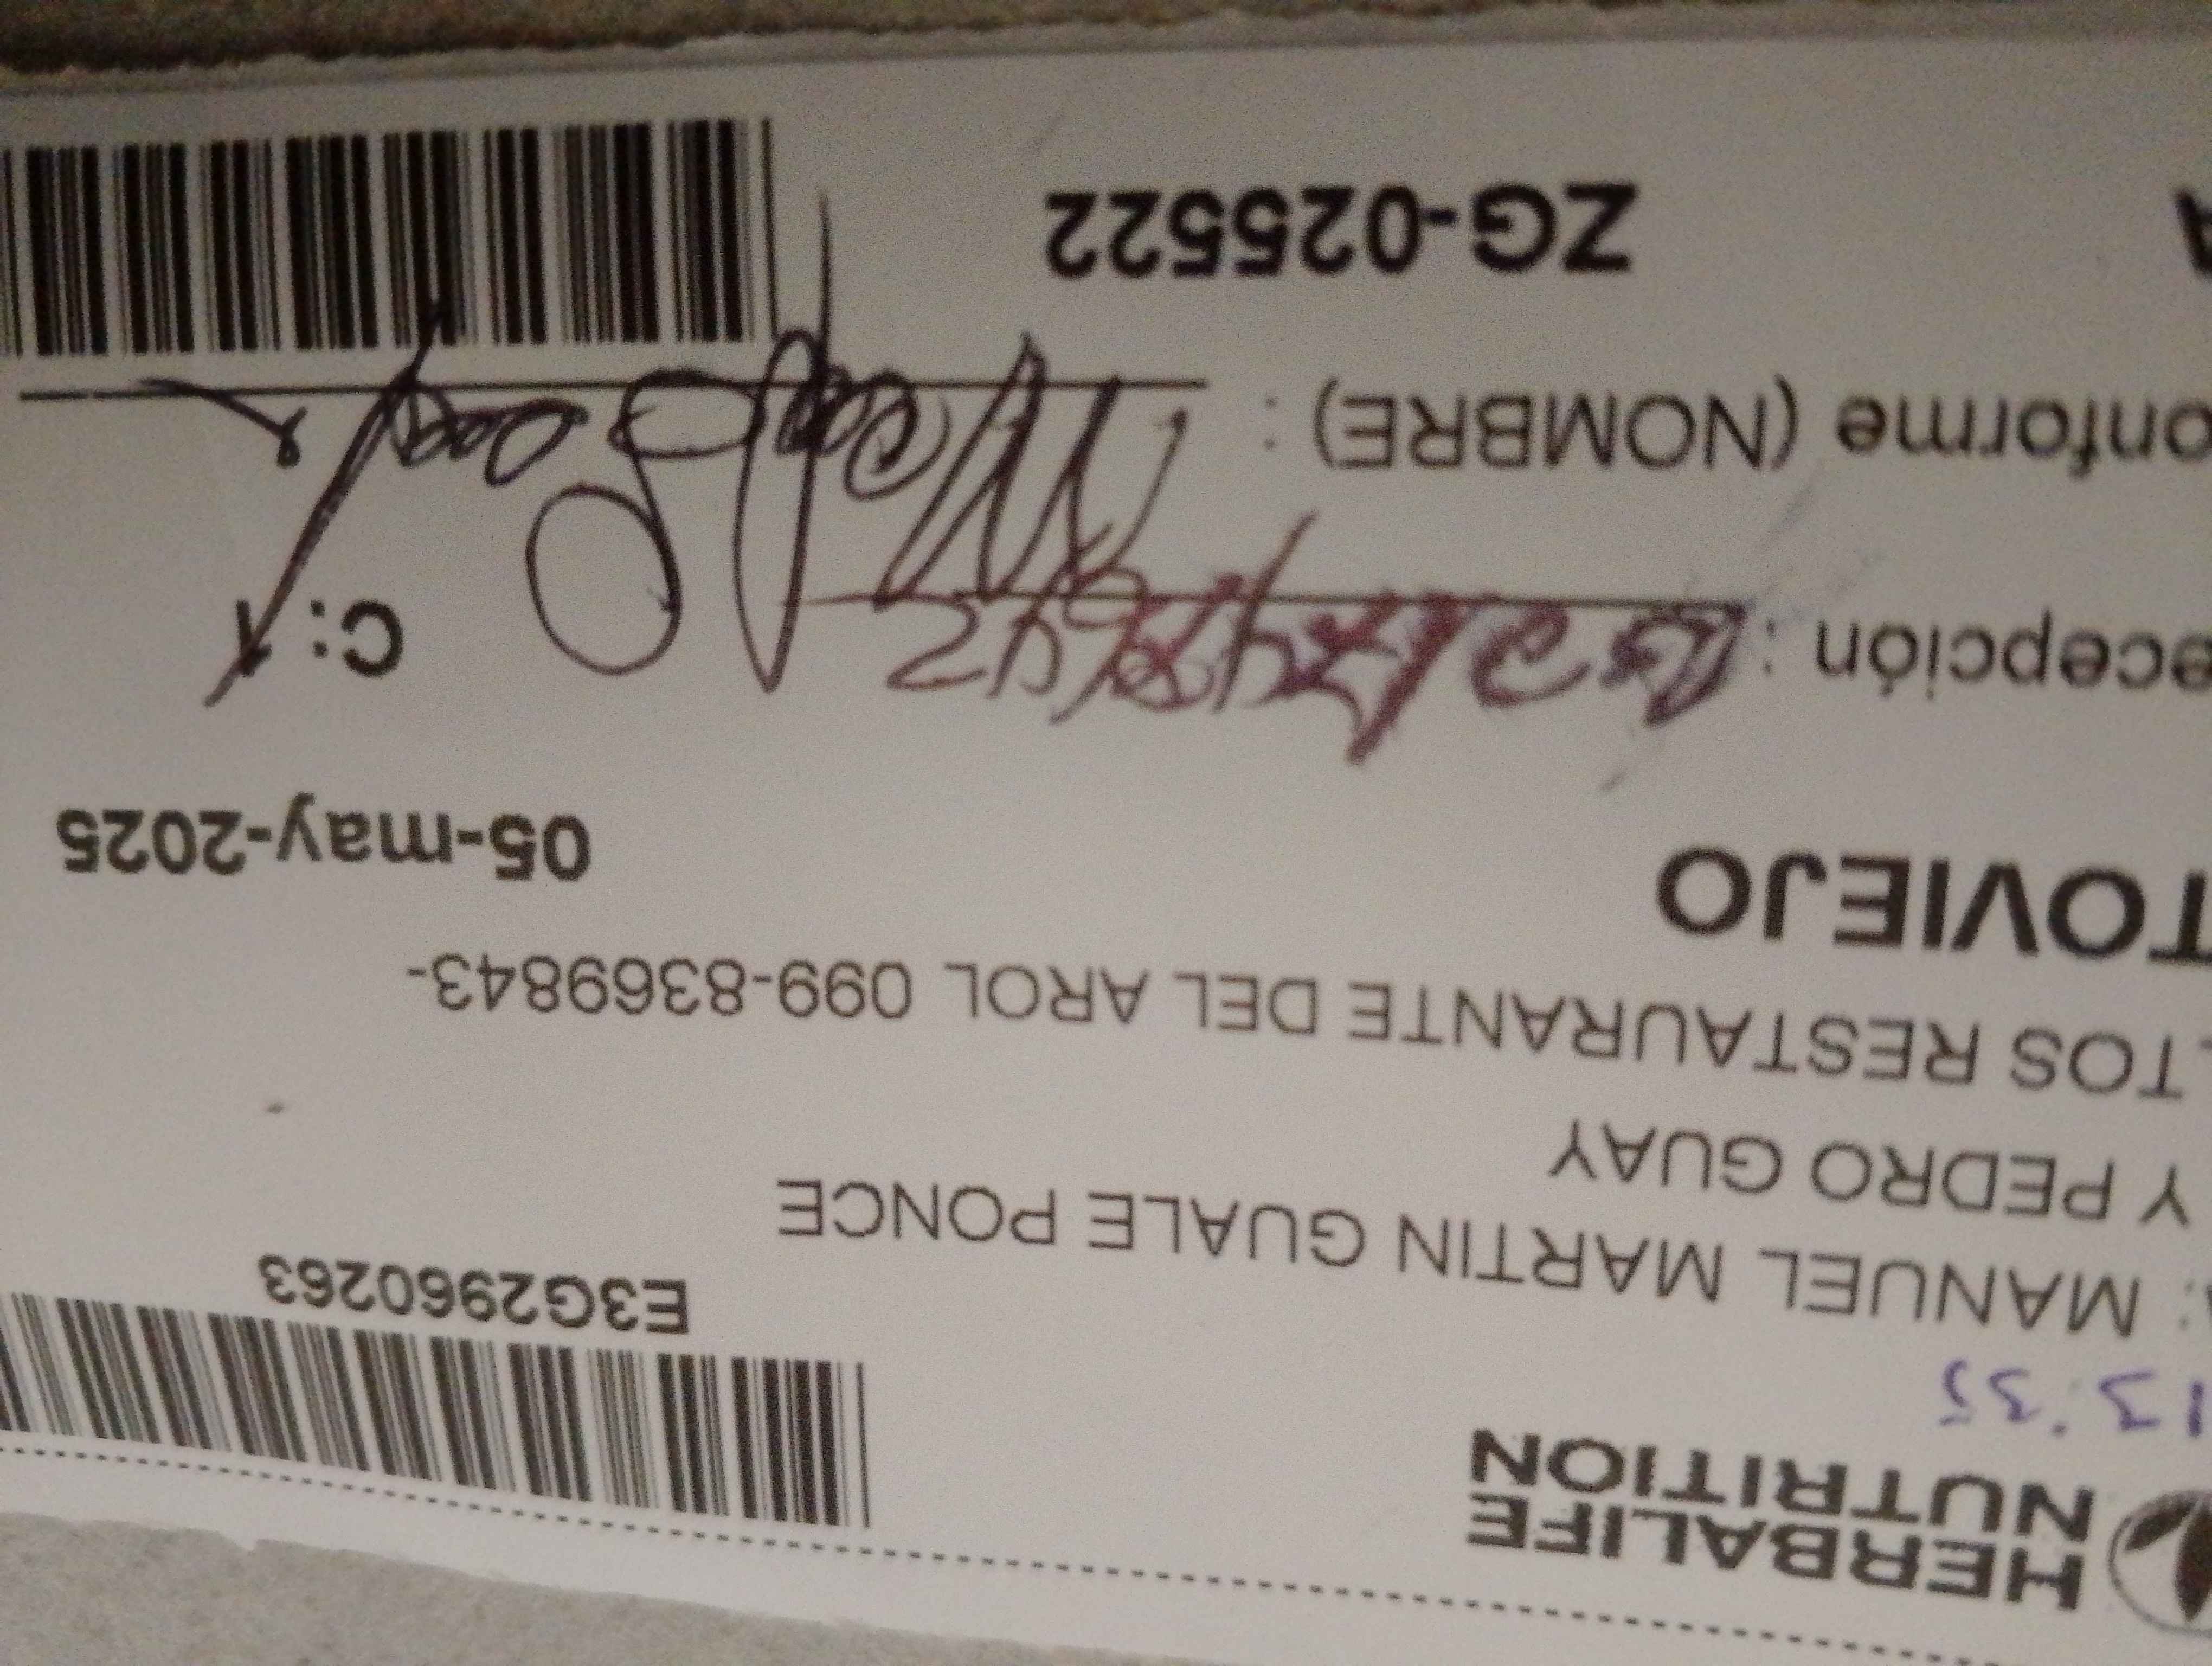 HERBALIFE
NUTRITION
13:35
E3G2960263
: MANUEL MARTIN GUALE PONCE
Y PEDRO GUAY
TOS RESTAURANTE DEL AROL 099-8369843-
TOVIEJO
05-may-2025
ecepción :
C: 1
onforme (NOMBRE) :
ZG-025522